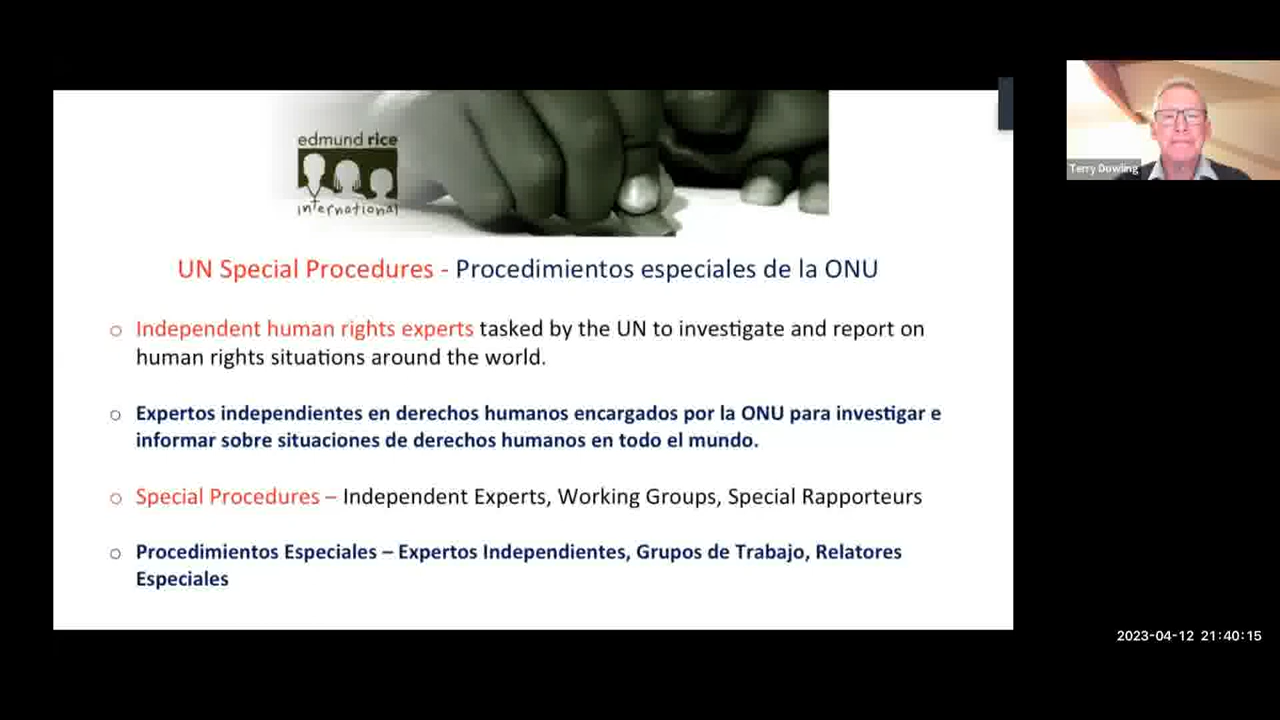 edmund rice
international
Terry Dowling
UN Special Procedures - Procedimientos especiales de la ONU
o Independent human rights experts tasked by the UN to investigate and report on
human rights situations around the world.
o Expertos independientes en derechos humanos encargados por la ONU para investigar e
informar sobre situaciones de derechos humanos en todo el mundo.
o Special Procedures – Independent Experts, Working Groups, Special Rapporteurs
o Procedimientos Especiales – Expertos Independientes, Grupos de Trabajo, Relatores
Especiales
2023-04-12 21:40:15